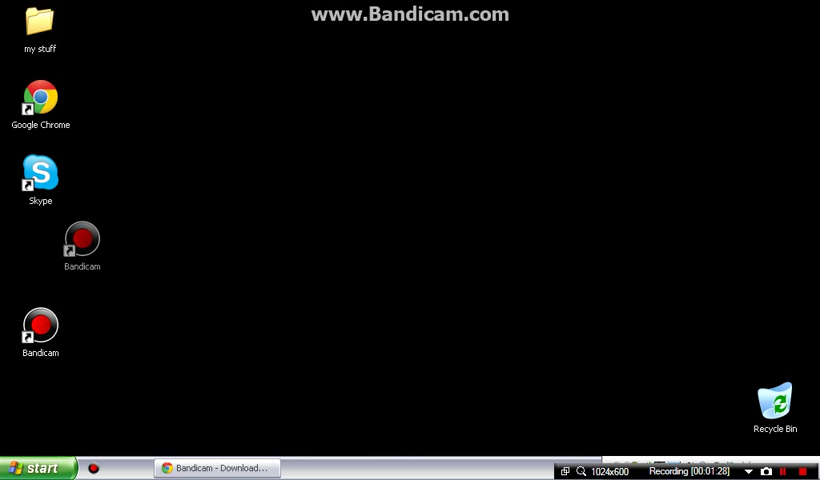 www.Bandicam.com
my stuff
Google Chrome
Skype
Bandicam
Bandicam
Recycle Bin
start
Bandicam - Download...
1024x600
Recording [00:01:28]